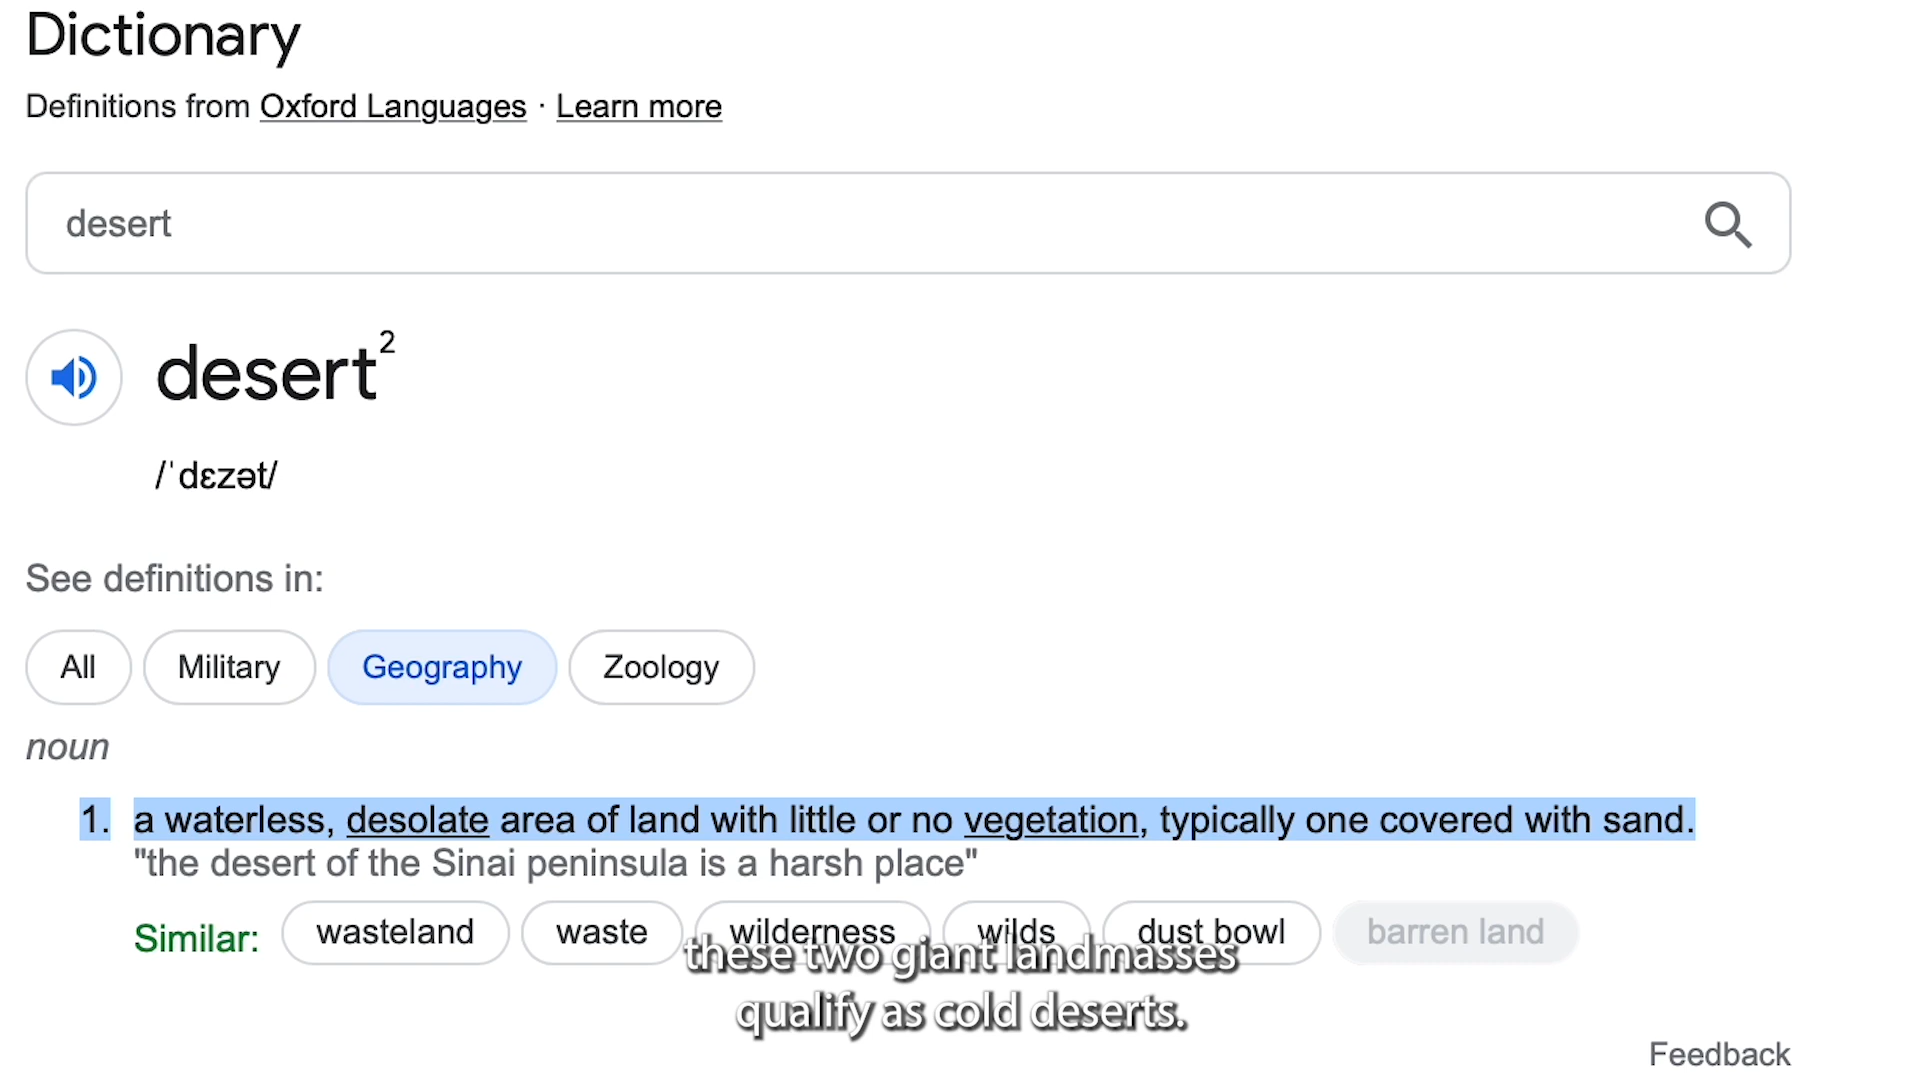 Dictionary
Definitions from Oxford Languages · Learn more
desert
desert²
/ˈdɛzət/
See definitions in:
All Military Geography Zoology
noun
1. a waterless, desolate area of land with little or no vegetation, typically one covered with sand.
"the desert of the Sinai peninsula is a harsh place"
Similar: wasteland waste wilderness wilds dust bowl barren land
these two giant landmasses
qualify as cold deserts.
Feedback